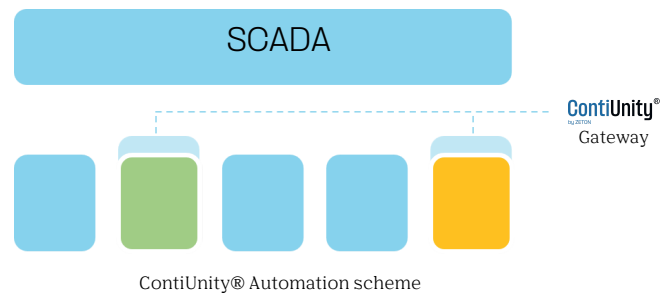 SCADA
ContiUnity®
by ZETON
Gateway
ContiUnity® Automation scheme